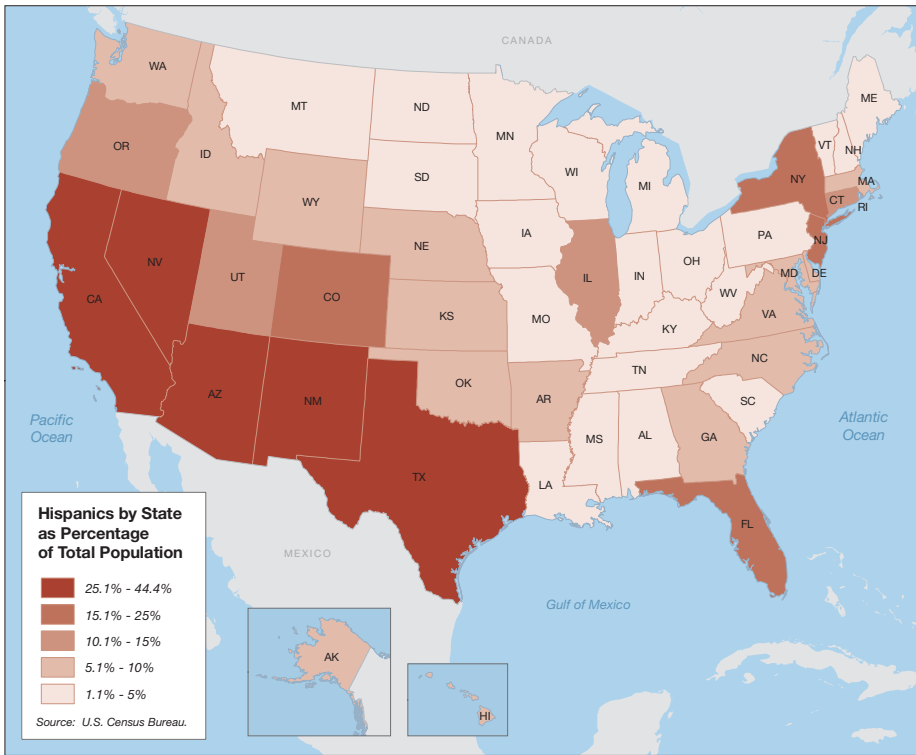 CANADA
WA
MT
ND
MN
ME
OR
ID
SD
WI
MI
VT
NH
NY
MA
CT
RI
WY
IA
PA
NJ
NE
NV
UT
CO
IL
IN
OH
MD
DE
CA
KS
MO
WV
VA
KY
NC
TN
AZ
NM
OK
AR
SC
Pacific
Ocean
Atlantic
Ocean
MS
AL
GA
TX
LA
FL
MEXICO
Gulf of Mexico
Hispanics by State
as Percentage
of Total Population
25.1% - 44.4%
15.1% - 25%
10.1% - 15%
5.1% - 10%
1.1% - 5%
Source: U.S. Census Bureau.
AK
HI